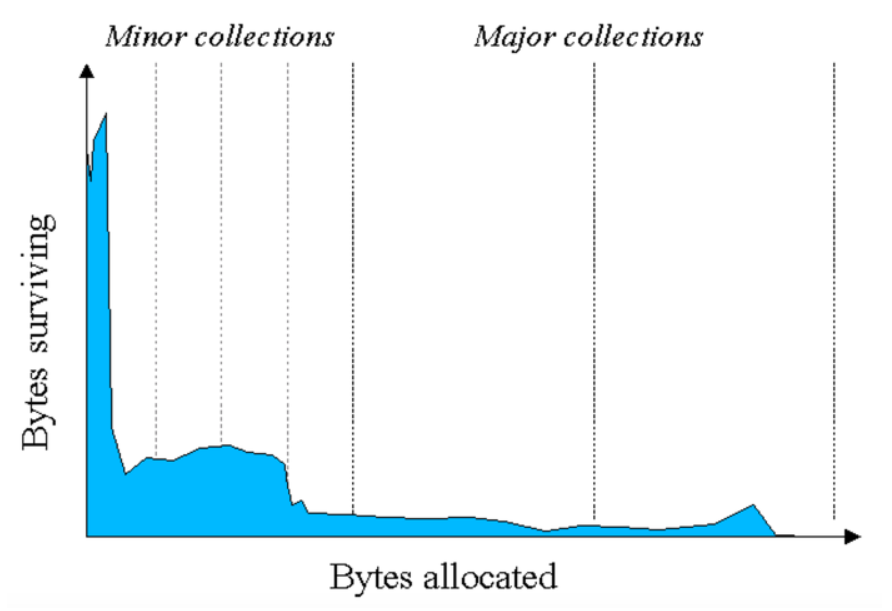 Minor collections
Major collections
Bytes surviving
Bytes allocated